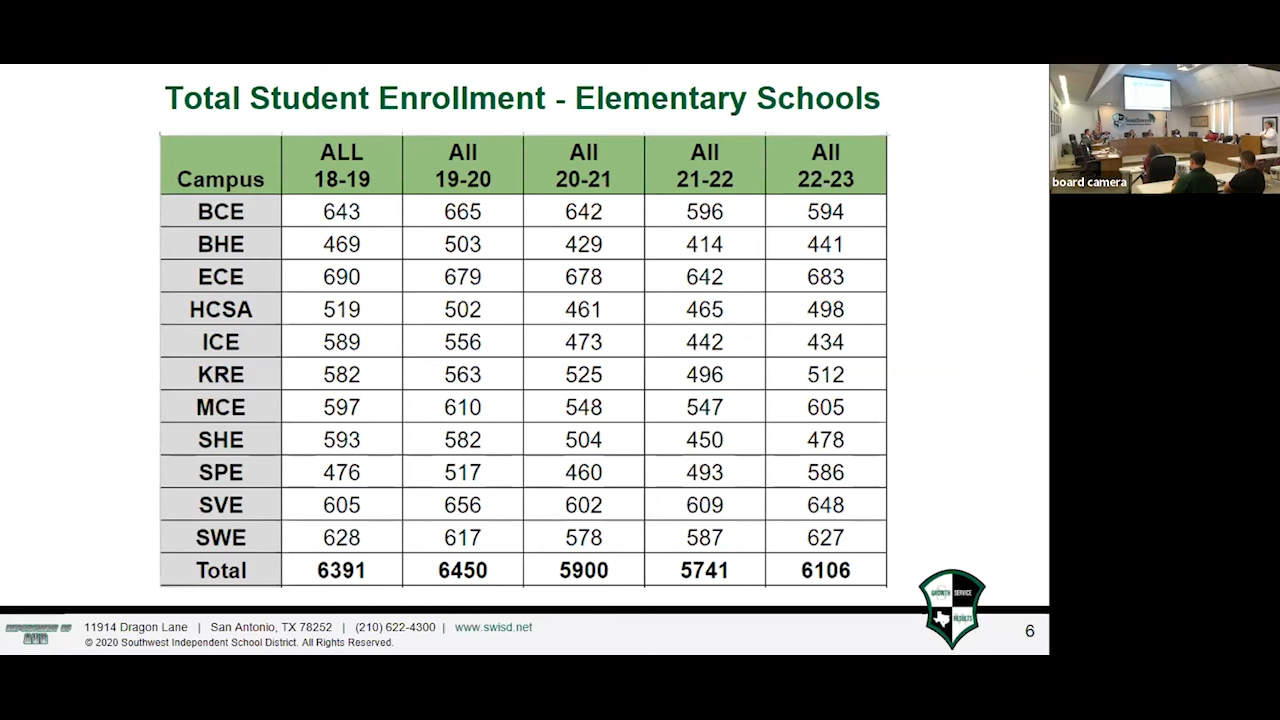 Total Student Enrollment - Elementary Schools
Campus ALL 18-19 All 19-20 All 20-21 All 21-22 All 22-23
BCE 643 665 642 596 594
BHE 469 503 429 414 441
ECE 690 679 678 642 683
HCSA 519 502 461 465 498
ICE 589 556 473 442 434
KRE 582 563 525 496 512
MCE 597 610 548 547 605
SHE 593 582 504 450 478
SPE 476 517 460 493 586
SVE 605 656 602 609 648
SWE 628 617 578 587 627
Total 6391 6450 5900 5741 6106
board camera
Southwest
GROWTH SERVICE
RESULTS
11914 Dragon Lane | San Antonio, TX 78252 | (210) 622-4300 | www.swisd.net
© 2020 Southwest Independent School District. All Rights Reserved.
6